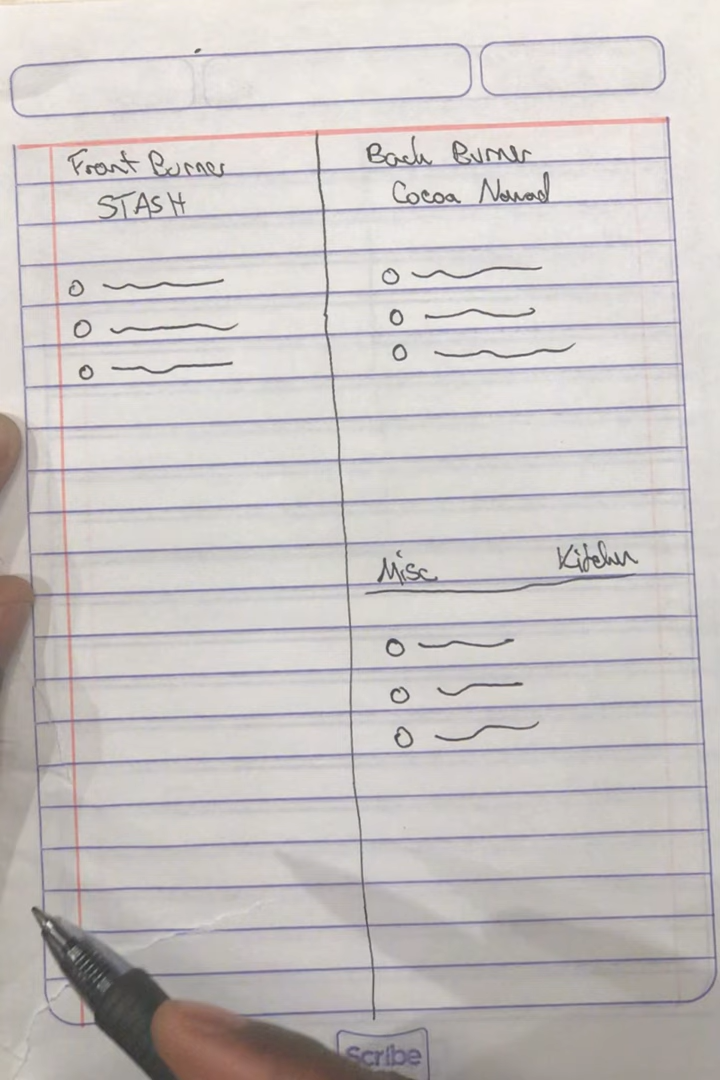 Front Burner
STASH
Back Burner
Cocoa Nomad
Misc Kitchen
Scribe